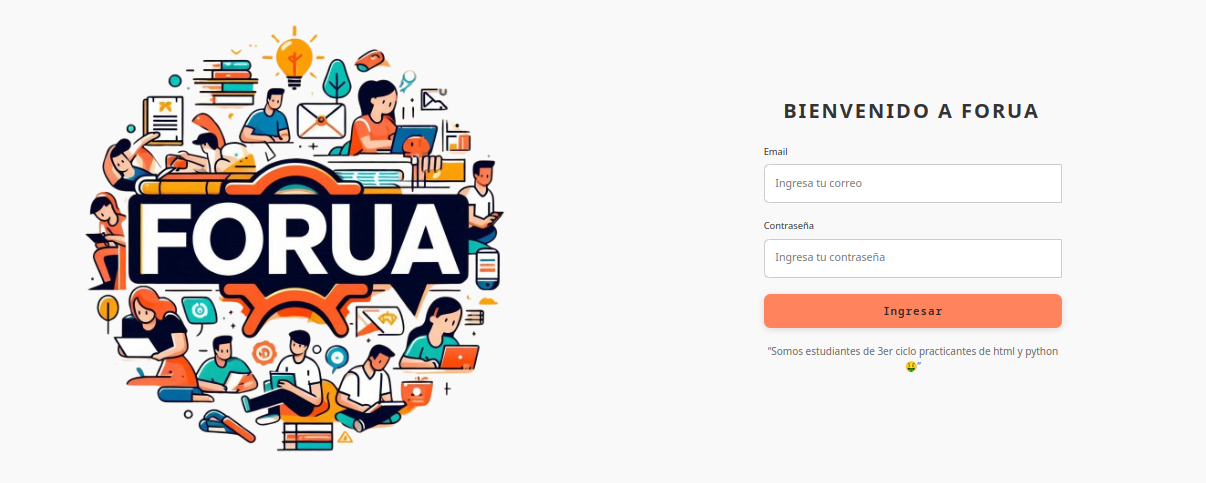 FORUA
BIENVENIDO A FORUA
Email
Ingresa tu correo
Contraseña
Ingresa tu contraseña
Ingresar
"Somos estudiantes de 3er ciclo practicantes de html y python
🤑"